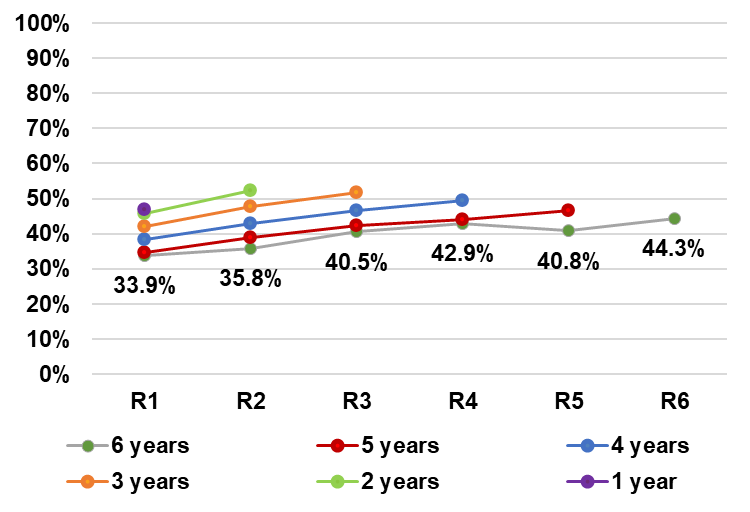 100%
90%
80%
70%
60%
50%
40%
30%
20%
10%
0%
33.9% 35.8% 40.5% 42.9% 40.8% 44.3%
R1 R2 R3 R4 R5 R6
6 years 5 years 4 years
3 years 2 years 1 year